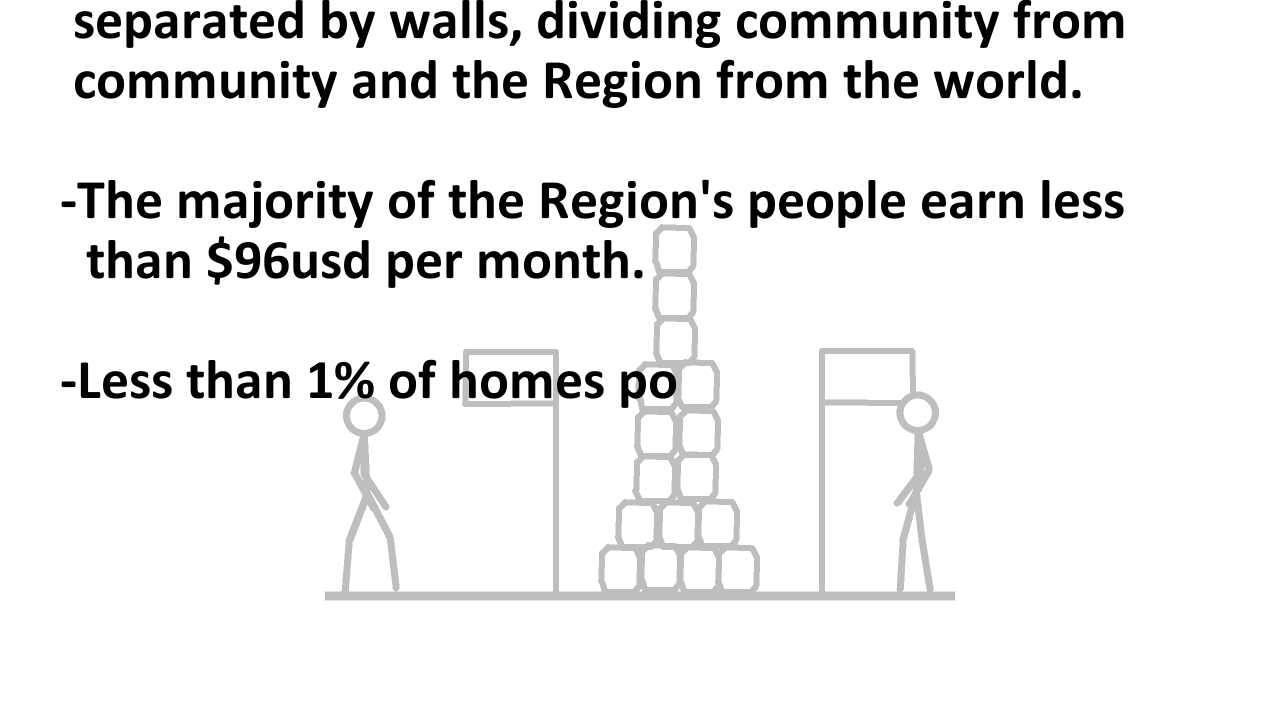 separated by walls, dividing community from
community and the Region from the world.
-The majority of the Region's people earn less
than $96usd per month.
-Less than 1% of homes po